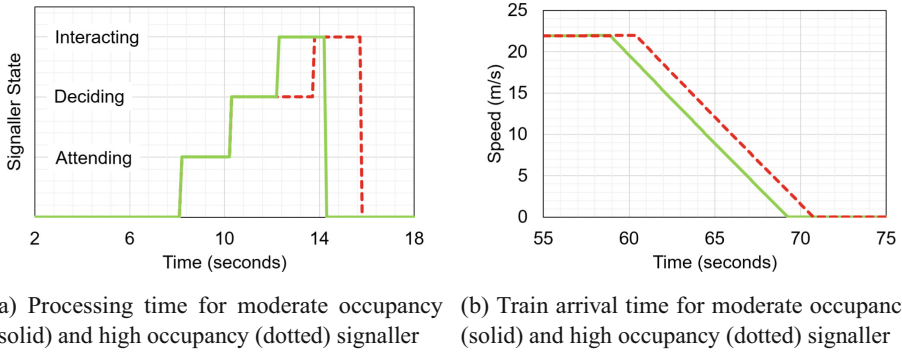 Signaller State
Interacting
Deciding
Attending
2 6 10 14 18
Time (seconds)
Speed (m/s)
25
20
15
10
5
0
55 60 65 70 75
Time (seconds)
a) Processing time for moderate occupancy
solid) and high occupancy (dotted) signaller
(b) Train arrival time for moderate occupanc
(solid) and high occupancy (dotted) signaller